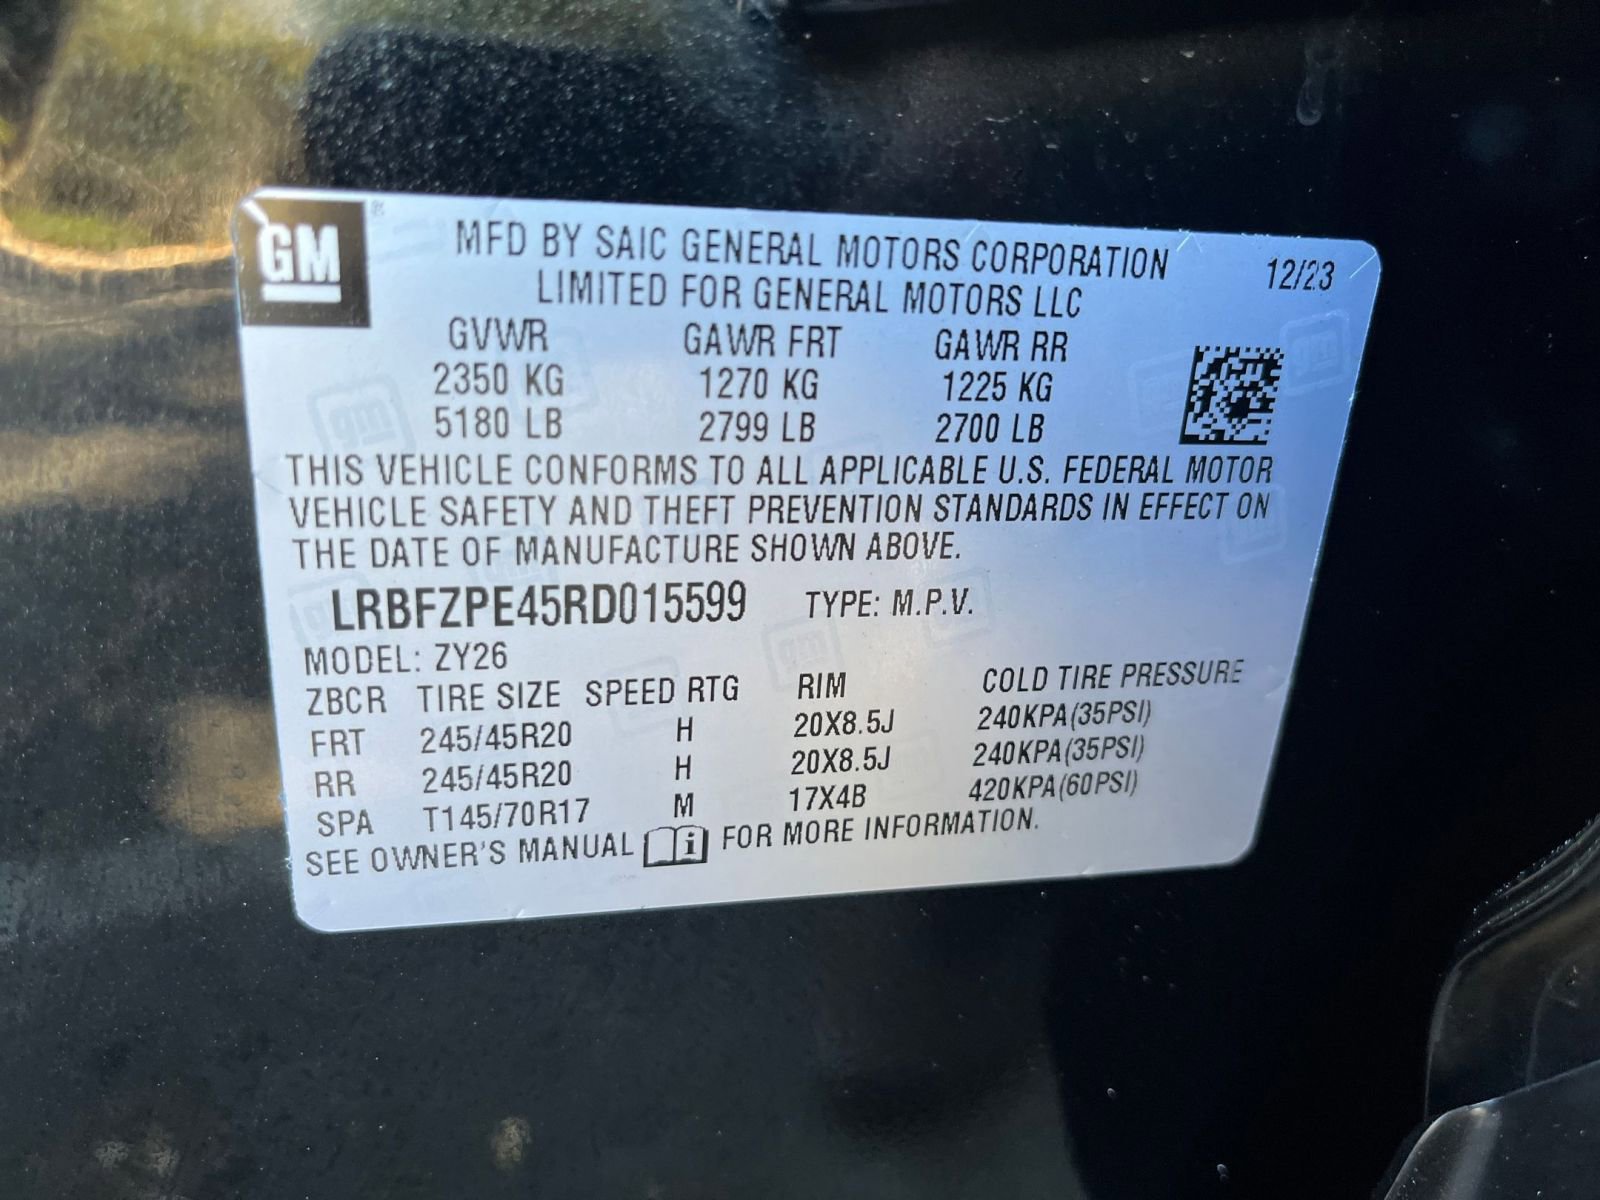 GM ®
MFD BY SAIC GENERAL MOTORS CORPORATION 12/23
LIMITED FOR GENERAL MOTORS LLC
GVWR GAWR FRT GAWR RR
2350 KG 1270 KG 1225 KG
5180 LB 2799 LB 2700 LB
THIS VEHICLE CONFORMS TO ALL APPLICABLE U.S. FEDERAL MOTOR
VEHICLE SAFETY AND THEFT PREVENTION STANDARDS IN EFFECT ON
THE DATE OF MANUFACTURE SHOWN ABOVE.
LRBFZPE45RD015599 TYPE: M.P.V.
MODEL: ZY26
ZBCR TIRE SIZE SPEED RTG RIM COLD TIRE PRESSURE
FRT 245/45R20 H 20X8.5J 240KPA(35PSI)
RR 245/45R20 H 20X8.5J 240KPA(35PSI)
SPA T145/70R17 M 17X4B 420KPA(60PSI)
SEE OWNER'S MANUAL i FOR MORE INFORMATION.